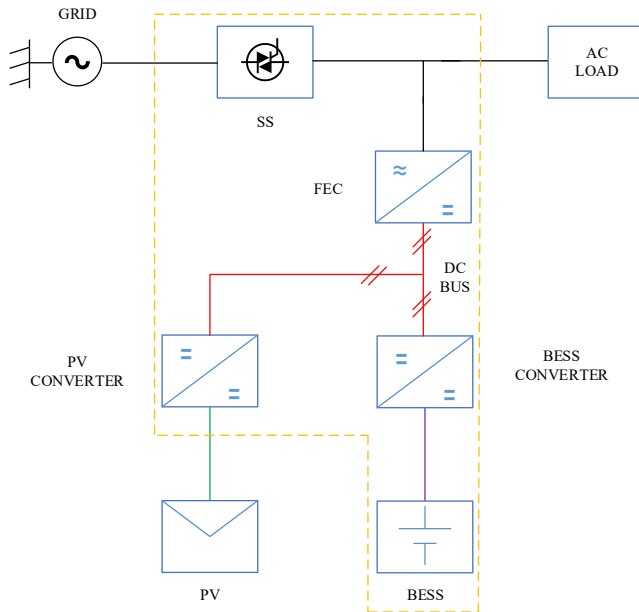 GRID
AC
LOAD
SS
FEC
DC
BUS
PV
CONVERTER
BESS
CONVERTER
PV
BESS